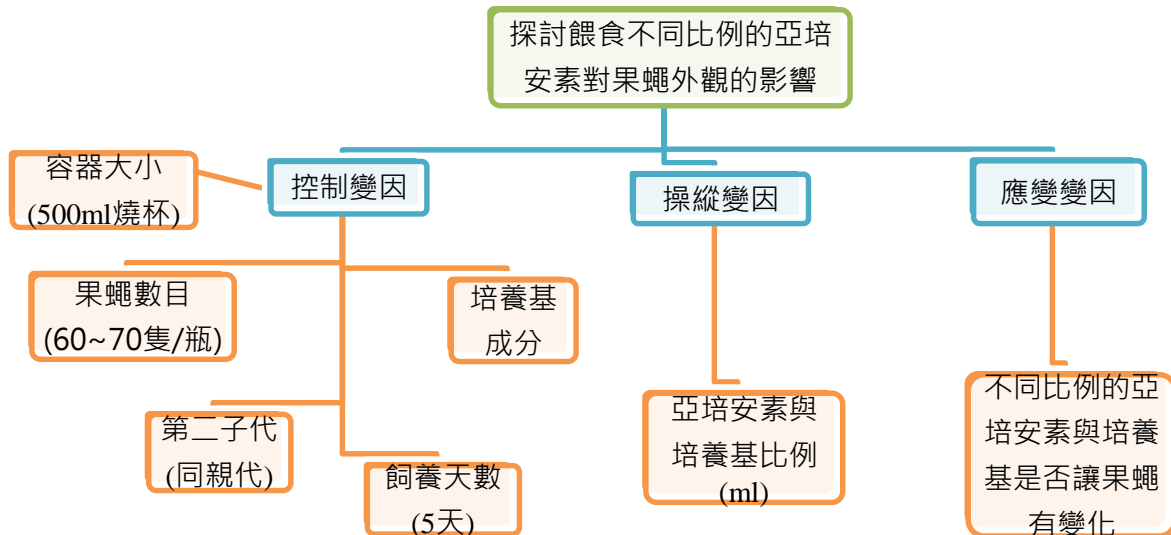 探討餵食不同比例的亞培
安素對果蠅外觀的影響
容器大小
(500ml燒杯)
控制變因
操縱變因
應變變因
果蠅數目
(60~70隻/瓶)
培養基
成分
第二子代
(同親代)
飼養天數
(5天)
亞培安素與
培養基比例
(ml)
不同比例的亞
培安素與培養
基是否讓果蠅
有變化